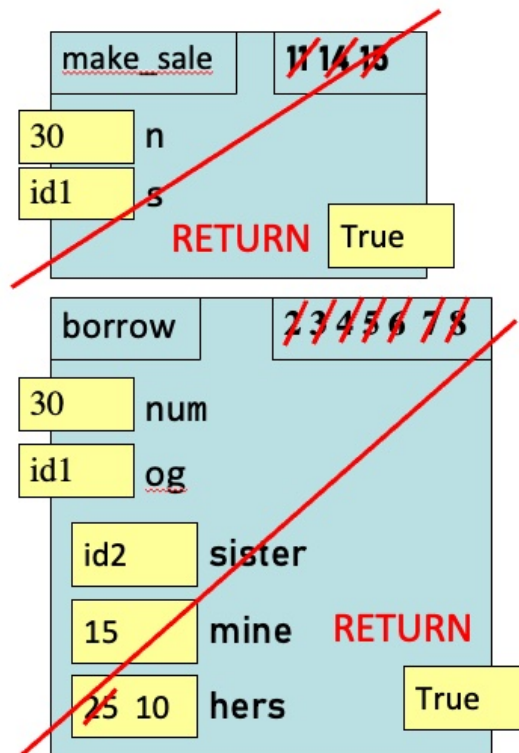 make_sale 11 14 15
30 n
id1 s
RETURN True
borrow 2 3 4 5 6 7 8
30 num
id1 og
id2 sister
15 mine RETURN
25 10 hers True